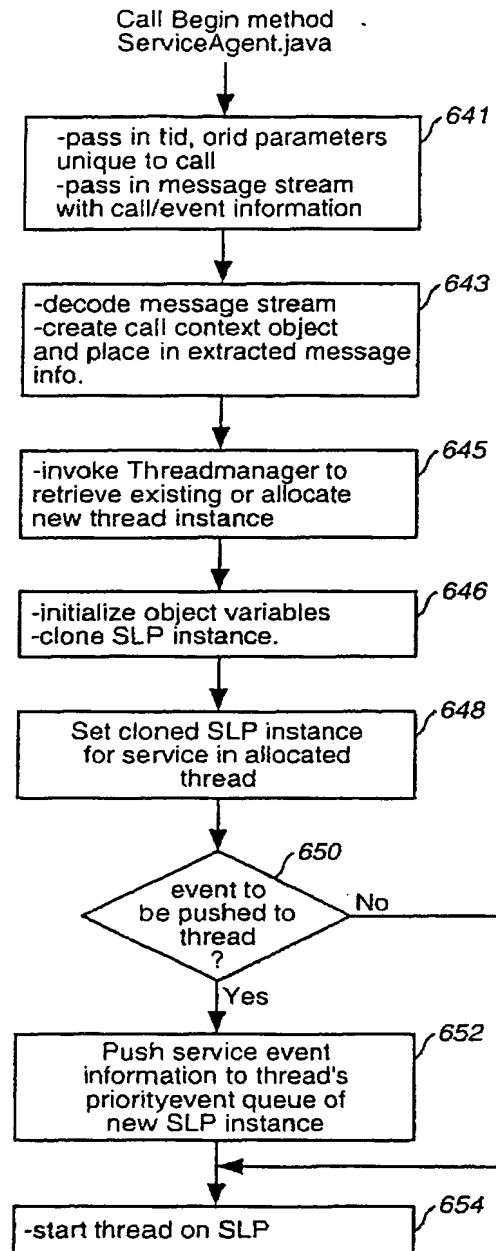 Call Begin method
ServiceAgent.java
641
-pass in tid, orid parameters
unique to call
-pass in message stream
with call/event information
643
-decode message stream
-create call context object
and place in extracted message
info.
645
-invoke Threadmanager to
retrieve existing or allocate
new thread instance
646
-initialize object variables
-clone SLP instance.
648
Set cloned SLP instance
for service in allocated
thread
650
event to
be pushed to
thread
?
No
Yes
652
Push service event
information to thread's
priorityevent queue of
new SLP instance
654
-start thread on SLP